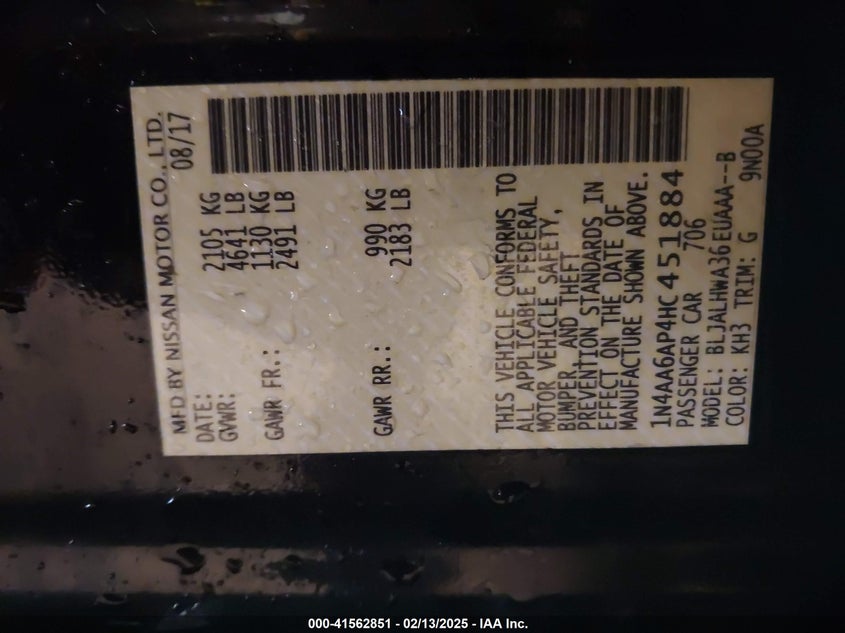 MFD BY NISSAN MOTOR CO., LTD.
DATE: 08/17
GVWR: 2105 KG
4641 LB
GAWR FR.: 1130 KG
2491 LB
GAWR RR.: 990 KG
2183 LB
THIS VEHICLE CONFORMS TO
ALL APPLICABLE FEDERAL
MOTOR VEHICLE SAFETY,
BUMPER, AND THEFT
PREVENTION STANDARDS IN
EFFECT ON THE DATE OF
MANUFACTURE SHOWN ABOVE.
1N4AA6AP4HC451884
PASSENGER CAR 706
MODEL: BLJALHWA36EUAAA--B
COLOR: KH3 TRIM: G 9N00A
000-41562851 - 02/13/2025 - IAA Inc.